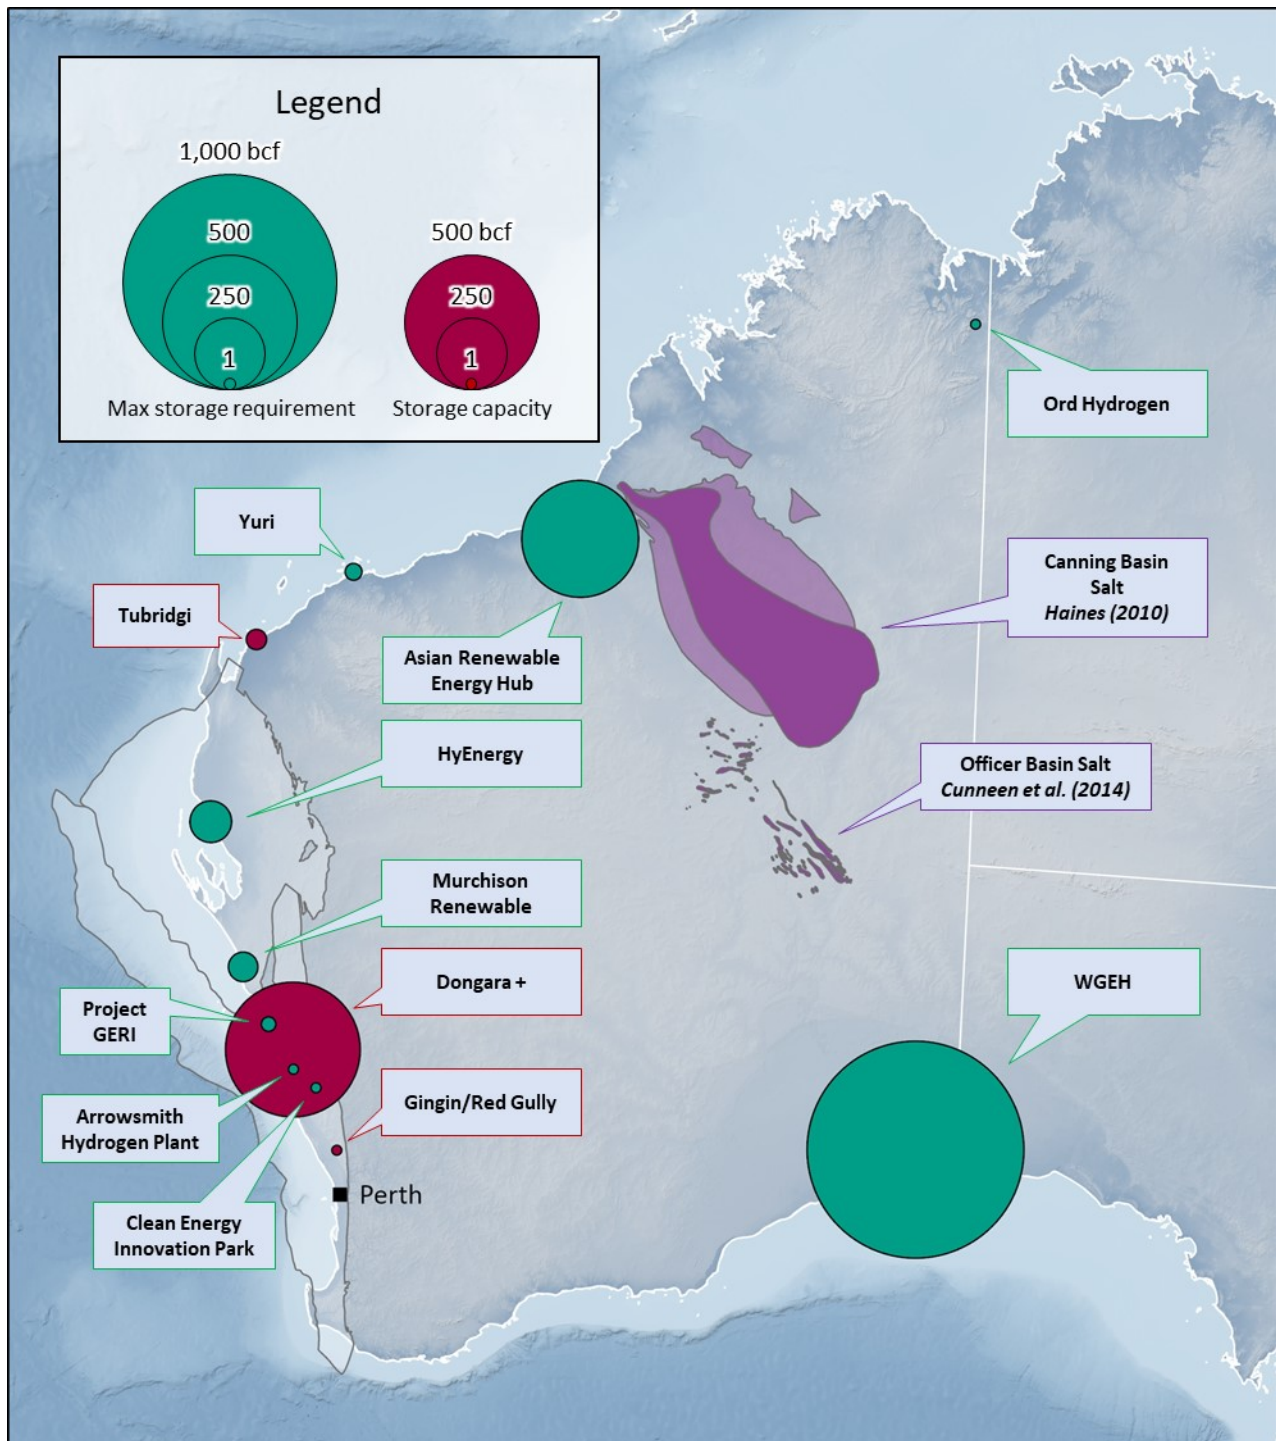 Legend
1,000 bcf
500
250
1
Max storage requirement
500 bcf
250
1
Storage capacity
Ord Hydrogen
Yuri
Tubridgi
Asian Renewable
Energy Hub
Canning Basin
Salt
Haines (2010)
HyEnergy
Officer Basin Salt
Cunneen et al. (2014)
Murchison
Renewable
Dongara +
WGEH
Project
GERI
Arrowsmith
Hydrogen Plant
Gingin/Red Gully
Perth
Clean Energy
Innovation Park